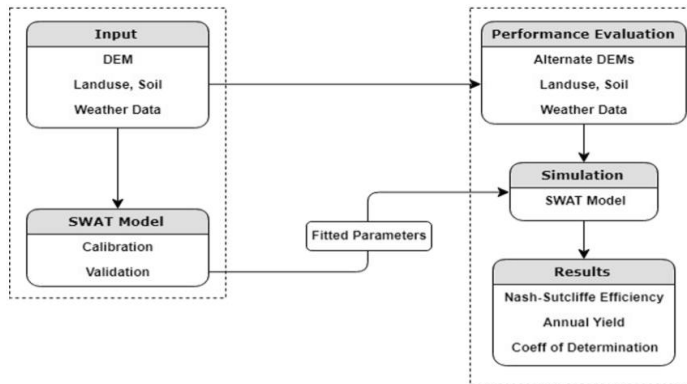 Input
DEM
Landuse, Soil
Weather Data
SWAT Model
Calibration
Validation
Fitted Parameters
Performance Evaluation
Alternate DEMs
Landuse, Soil
Weather Data
Simulation
SWAT Model
Results
Nash-Sutcliffe Efficiency
Annual Yield
Coeff of Determination